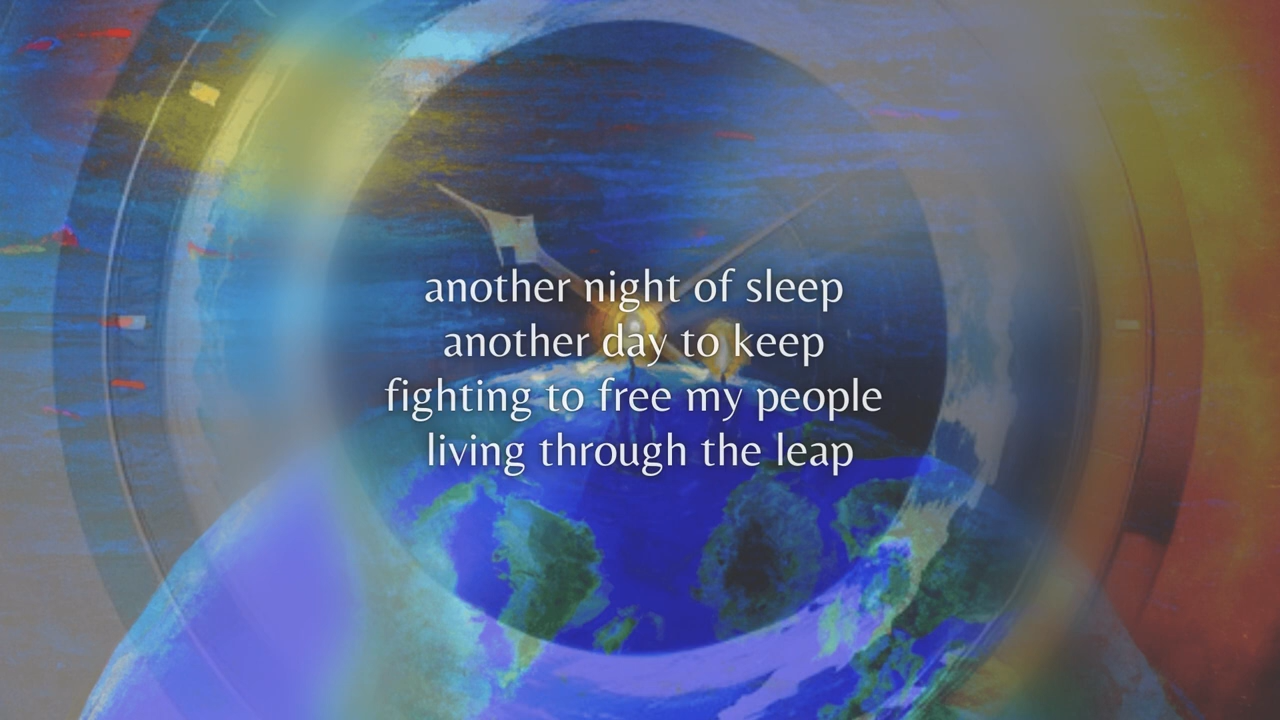 another night of sleep
another day to keep
fighting to free my people
living through the leap